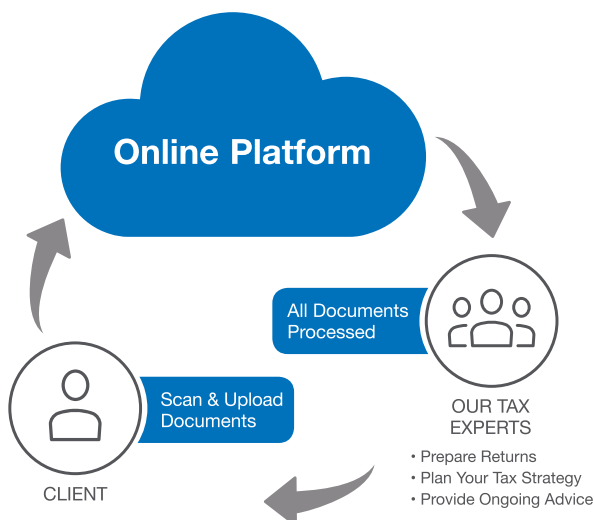 Online Platform
All Documents
Processed
OUR TAX
EXPERTS
• Prepare Returns
• Plan Your Tax Strategy
• Provide Ongoing Advice
Scan & Upload
Documents
CLIENT